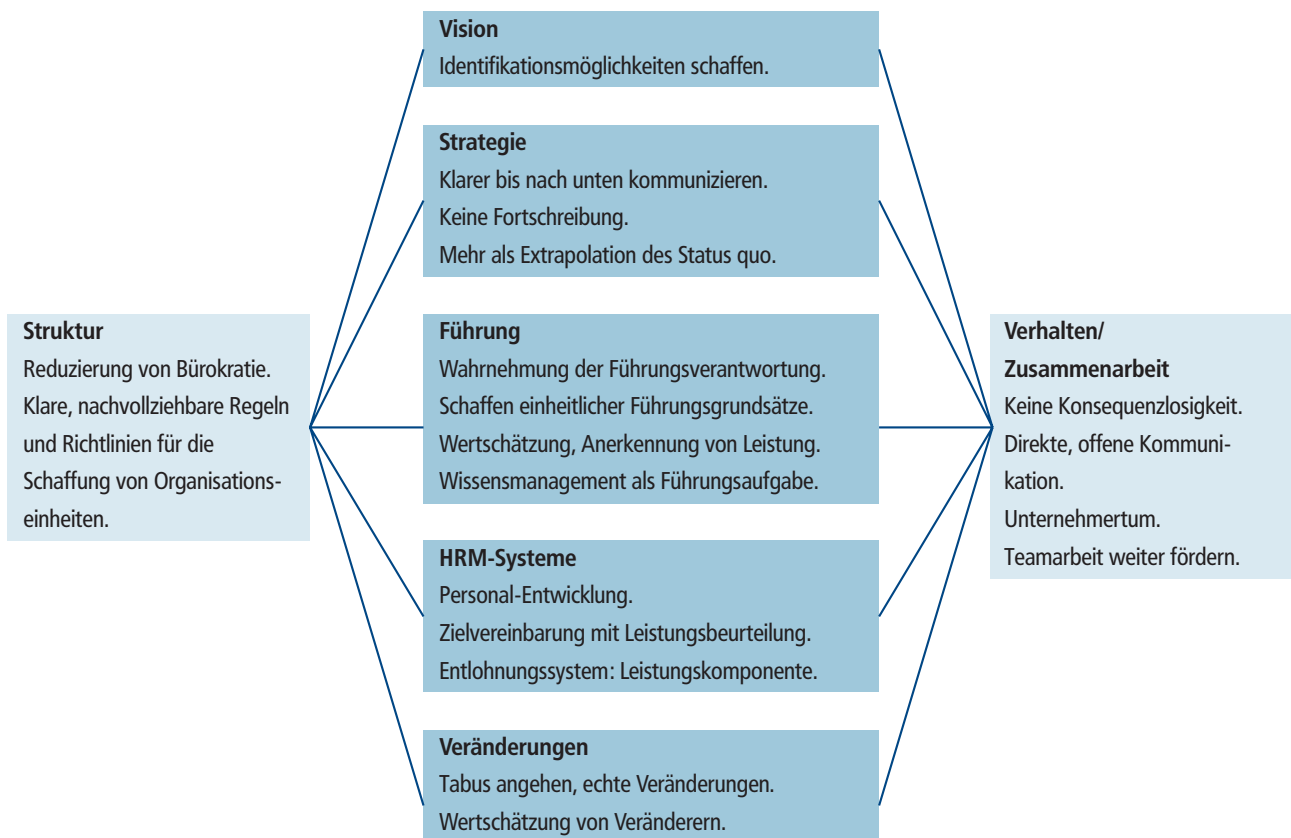 Vision
Identifikationsmöglichkeiten schaffen.
Strategie
Klarer bis nach unten kommunizieren.
Keine Fortschreibung.
Mehr als Extrapolation des Status quo.
Struktur
Reduzierung von Bürokratie.
Klare, nachvollziehbare Regeln
und Richtlinien für die
Schaffung von Organisations-
einheiten.
Führung
Wahrnehmung der Führungsverantwortung.
Schaffen einheitlicher Führungsgrundsätze.
Wertschätzung, Anerkennung von Leistung.
Wissensmanagement als Führungsaufgabe.
Verhalten/
Zusammenarbeit
Keine Konsequenzlosigkeit.
Direkte, offene Kommuni-
kation.
Unternehmertum.
Teamarbeit weiter fördern.
HRM-Systeme
Personal-Entwicklung.
Zielvereinbarung mit Leistungsbeurteilung.
Entlohnungssystem: Leistungskomponente.
Veränderungen
Tabus angehen, echte Veränderungen.
Wertschätzung von Veränderern.